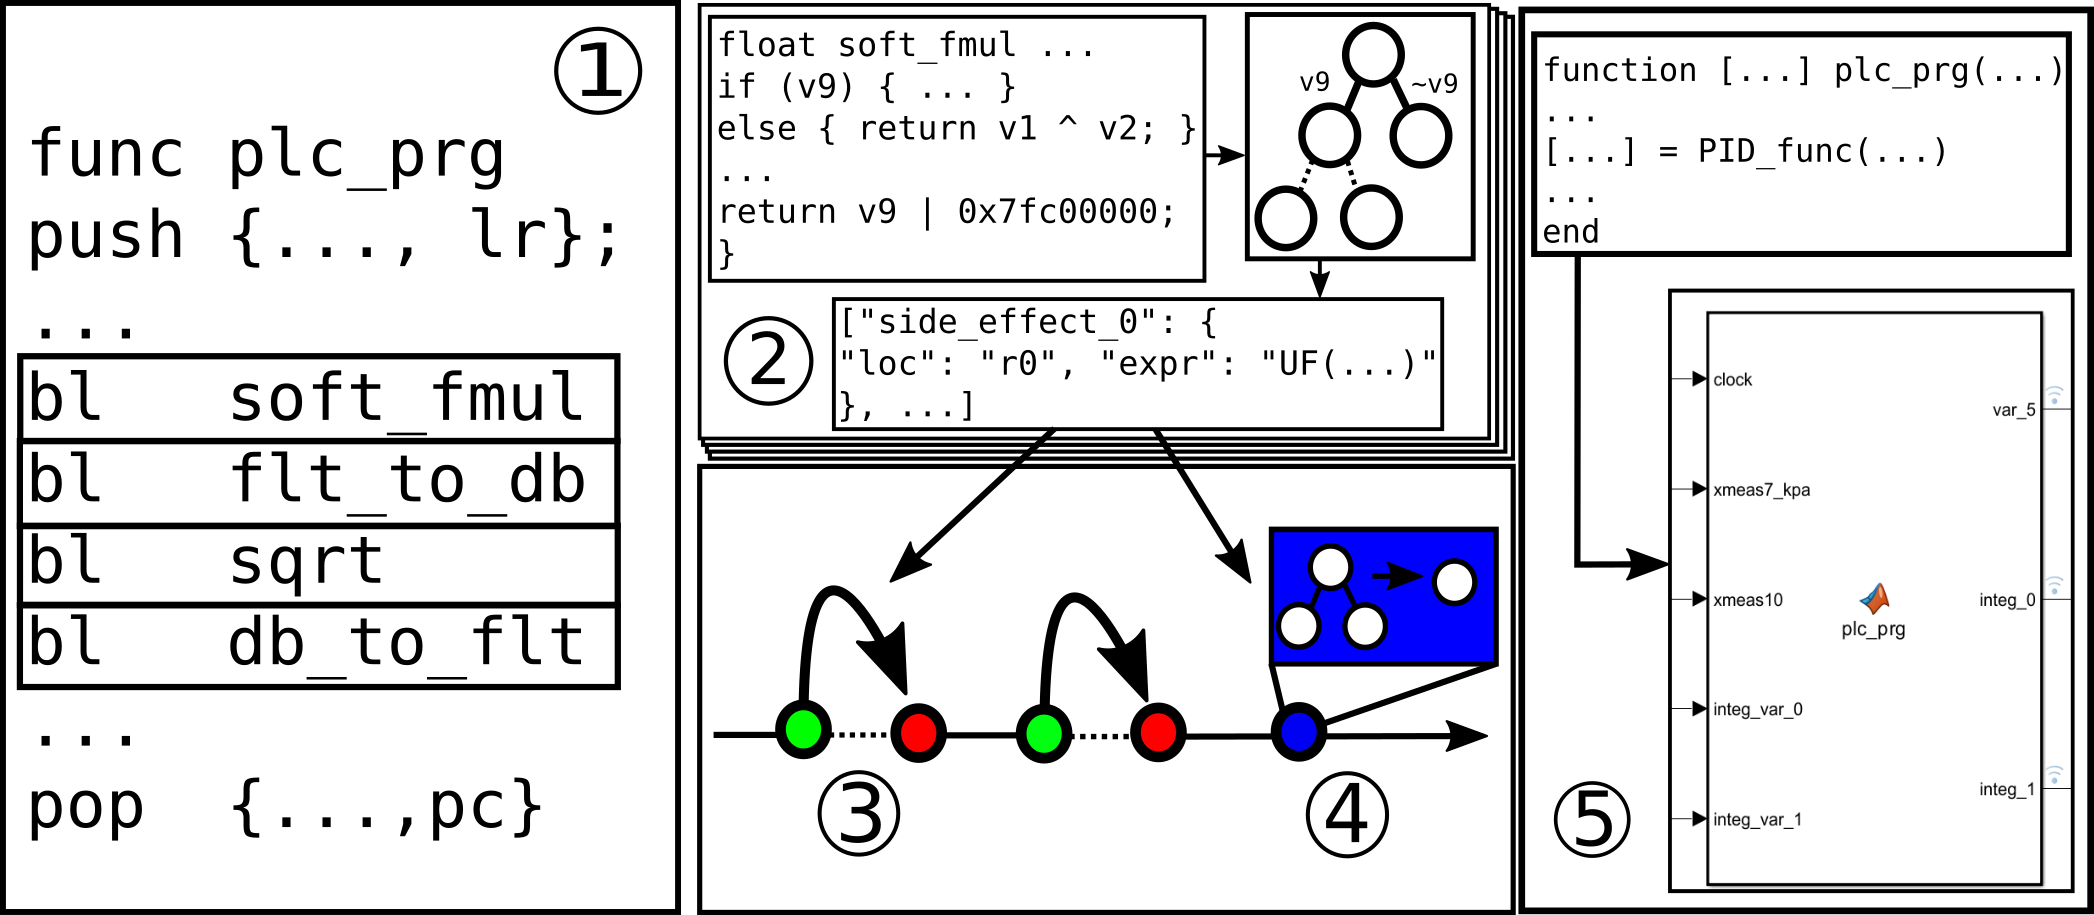 ①
func plc_prg
push {..., lr};
...
bl soft_fmul
bl flt_to_db
bl sqrt
bl db_to_flt
...
pop {...,pc}
float soft_fmul ...
if (v9) { ... }
else { return v1 ^ v2; }
...
return v9 | 0x7fc00000;
}
v9
~v9
②
["side_effect_0": {
"loc": "r0", "expr": "UF(...)"
}, ...]
③
④
function [...] plc_prg(...)
...
[...] = PID_func(...)
...
end
clock
xmeas7_kpa
xmeas10
integ_var_0
integ_var_1
plc_prg
var_5
integ_0
integ_1
⑤